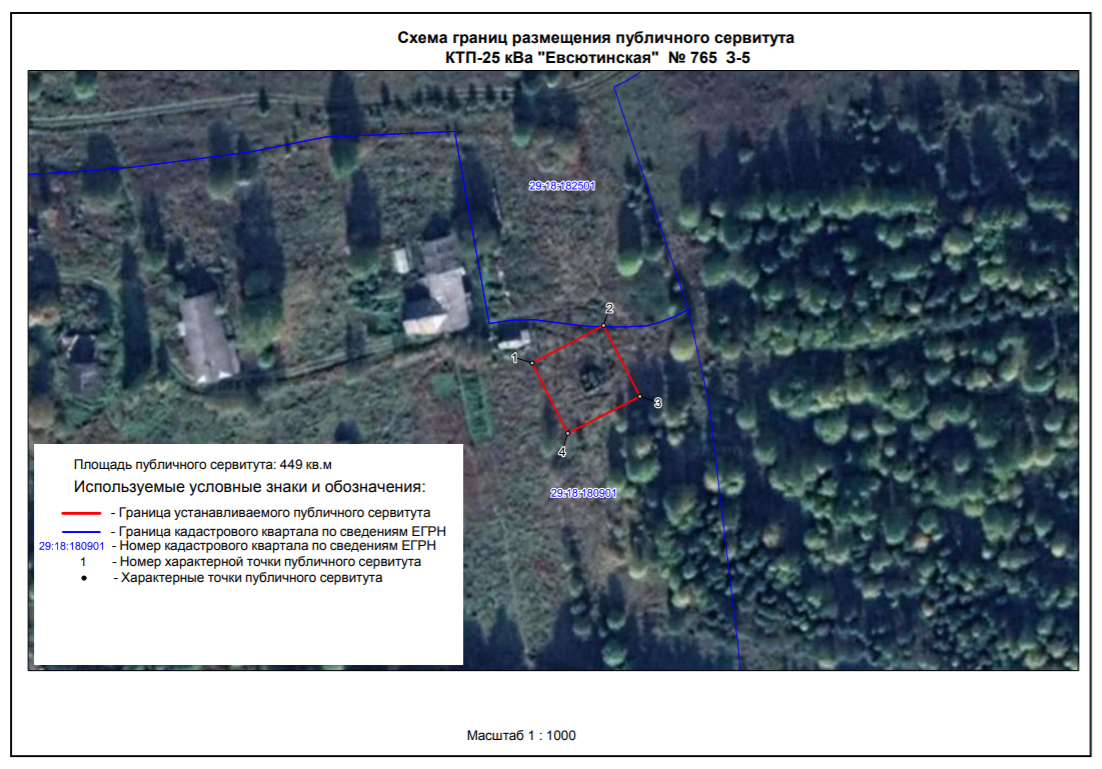 Схема границ размещения публичного сервитута
КТП-25 кВа "Евсютинская" № 765 З-5
29:18:182501
2
1
3
4
29:18:180901
Площадь публичного сервитута: 449 кв.м
Используемые условные знаки и обозначения:
- Граница устанавливаемого публичного сервитута
- Граница кадастрового квартала по сведениям ЕГРН
29:18:180901 - Номер кадастрового квартала по сведениям ЕГРН
1 - Номер характерной точки публичного сервитута
- Характерные точки публичного сервитута
Масштаб 1 : 1000